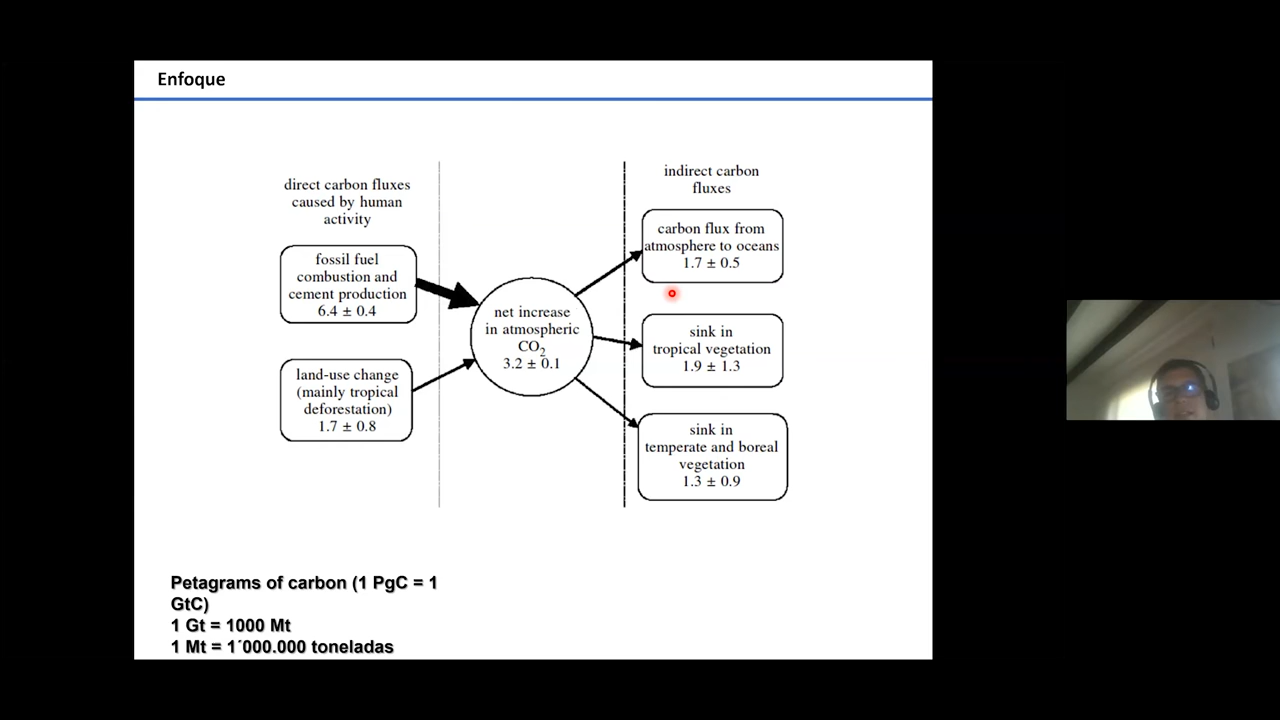 Enfoque
direct carbon fluxes
caused by human
activity
fossil fuel
combustion and
cement production
6.4 ± 0.4
land-use change
(mainly tropical
deforestation)
1.7 ± 0.8
net increase
in atmospheric
CO2
3.2 ± 0.1
indirect carbon
fluxes
carbon flux from
atmosphere to oceans
1.7 ± 0.5
sink in
tropical vegetation
1.9 ± 1.3
sink in
temperate and boreal
vegetation
1.3 ± 0.9
Petagrams of carbon (1 PgC = 1
GtC)
1 Gt = 1000 Mt
1 Mt = 1´000.000 toneladas